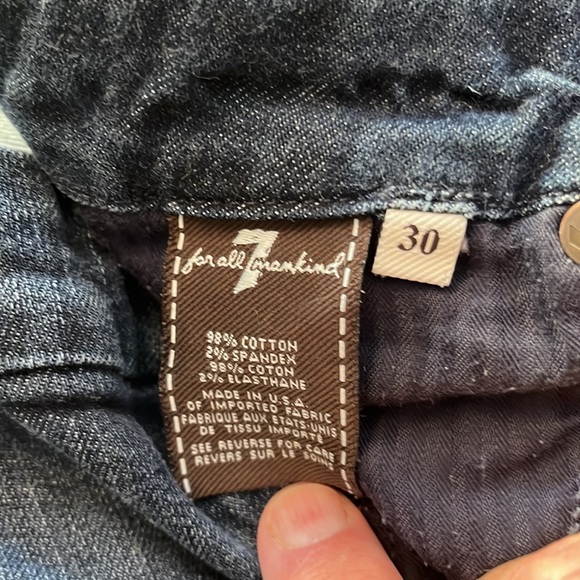 7
for all mankind
30
98% COTTON
2% SPANDEX
98% COTON
2% ELASTHANE
MADE IN U.S.A.
OF IMPORTED FABRIC
FABRIQUE AUX ETATS-UNIS
DE TISSU IMPORTÉ
SEE REVERSE FOR CARE
REVERS SUR LE SOINS